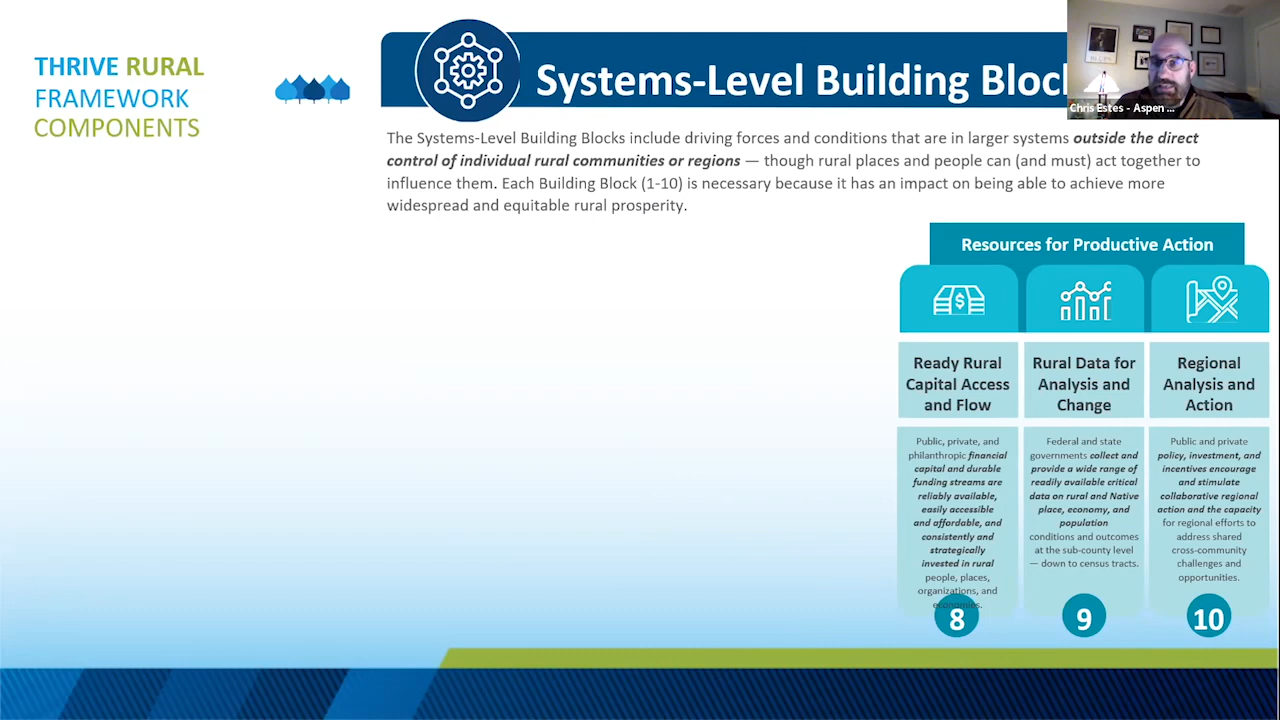 THRIVE RURAL
FRAMEWORK
COMPONENTS
Systems-Level Building Bloc
Chris Estes - Aspen ...
The Systems-Level Building Blocks include driving forces and conditions that are in larger systems outside the direct
control of individual rural communities or regions — though rural places and people can (and must) act together to
influence them. Each Building Block (1-10) is necessary because it has an impact on being able to achieve more
widespread and equitable rural prosperity.
Resources for Productive Action
$
Ready Rural
Capital Access
and Flow
Public, private, and
philanthropic financial
capital and durable
funding streams are
reliably available,
easily accessible
and affordable, and
consistently and
strategically
invested in rural
people, places,
organizations, and
economies.
8
Rural Data for
Analysis and
Change
Federal and state
governments collect and
provide a wide range of
readily available critical
data on rural and Native
place, economy, and
population
conditions and outcomes
at the sub-county level
— down to census tracts.
9
Regional
Analysis and
Action
Public and private
policy, investment, and
incentives encourage
and stimulate
collaborative regional
action and the capacity
for regional efforts to
address shared
cross-community
challenges and
opportunities.
10